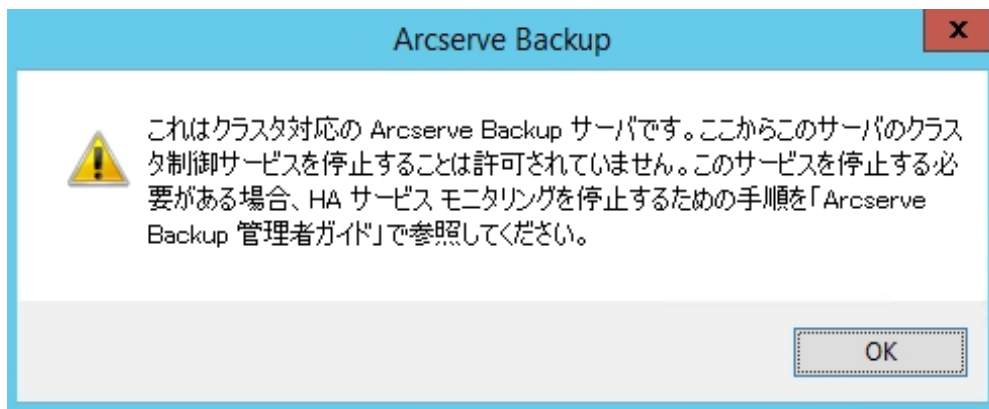 Arcserve Backup
x
これはクラスタ対応の Arcserve Backup サーバです。ここからこのサーバのクラス
タ制御サービスを停止することは許可されていません。このサービスを停止する必
要がある場合、HA サービス モニタリングを停止するための手順を「Arcserve
Backup 管理者ガイド」で参照してください。
OK